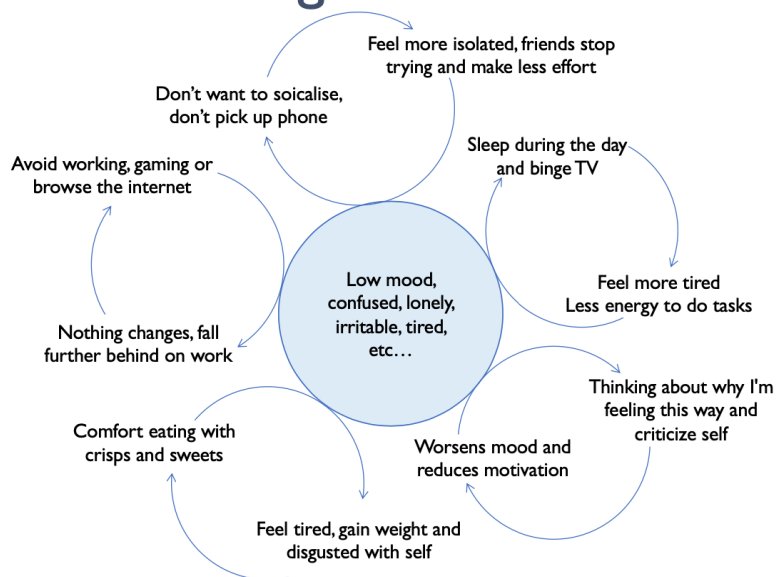 Feel more isolated, friends stop
trying and make less effort
Don't want to soicalise,
don't pick up phone
Sleep during the day
and binge TV
Avoid working, gaming or
browse the internet
Low mood,
confused, lonely,
irritable, tired,
etc...
Feel more tired
Less energy to do tasks
Nothing changes, fall
further behind on work
Thinking about why I'm
feeling this way and
criticize self
Comfort eating with
crisps and sweets
Worsens mood and
reduces motivation
Feel tired, gain weight and
disgusted with self